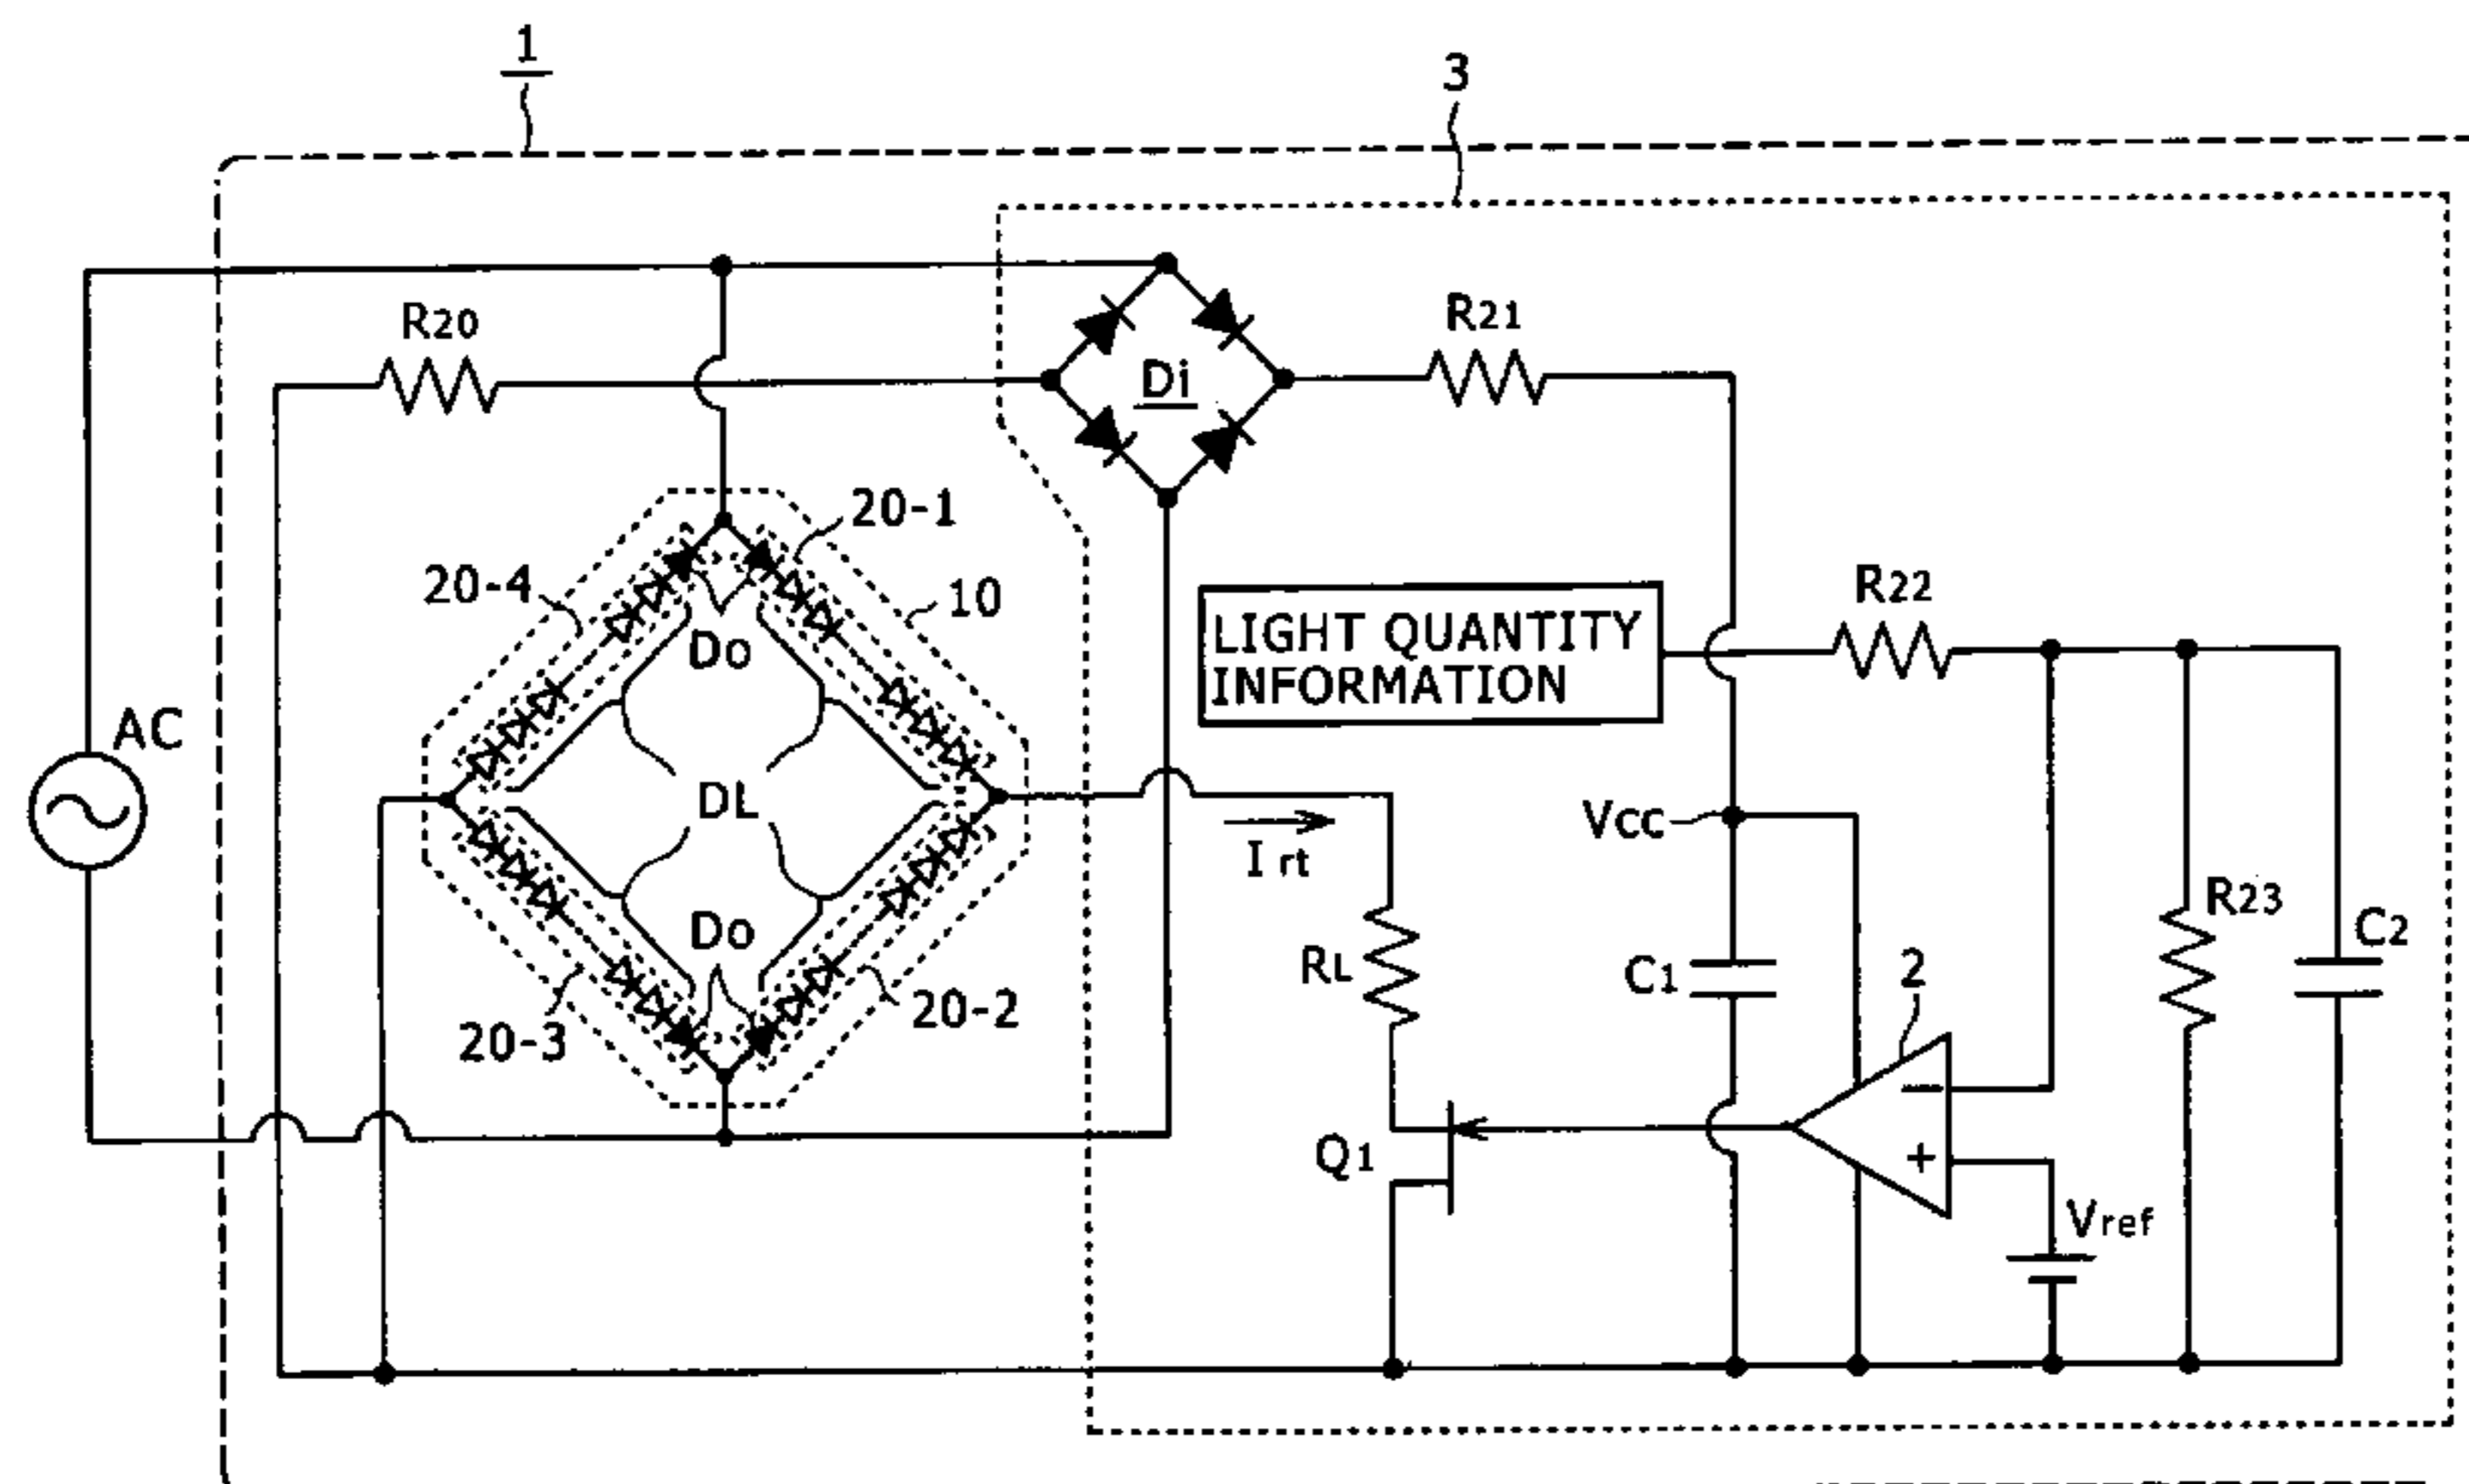 1
3
R20
R21
Di
20-1
20-4
10
Do
R22
LIGHT QUANTITY
INFORMATION
AC
DL
Vcc
Irt
R23
Do
RL
C1
2
C2
20-3
20-2
−
Q1
+
Vref